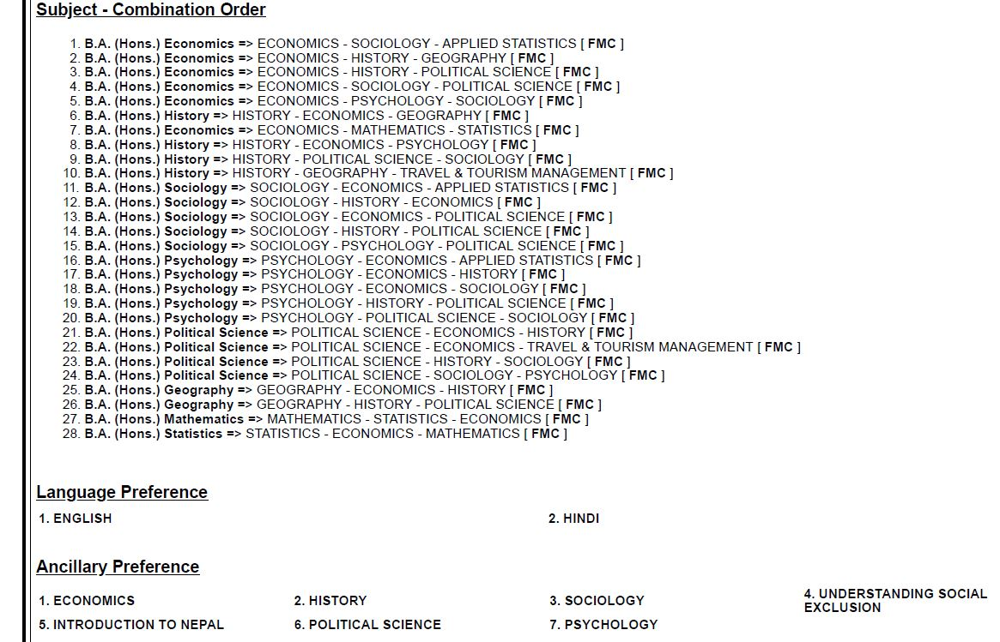 Subject - Combination Order
1. B.A. (Hons.) Economics => ECONOMICS - SOCIOLOGY - APPLIED STATISTICS [ FMC ]
2. B.A. (Hons.) Economics => ECONOMICS - HISTORY - GEOGRAPHY [ FMC ]
3. B.A. (Hons.) Economics => ECONOMICS - HISTORY - POLITICAL SCIENCE [ FMC ]
4. B.A. (Hons.) Economics => ECONOMICS - SOCIOLOGY - POLITICAL SCIENCE [ FMC ]
5. B.A. (Hons.) Economics => ECONOMICS - PSYCHOLOGY - SOCIOLOGY [ FMC ]
6. B.A. (Hons.) History => HISTORY - ECONOMICS - GEOGRAPHY [ FMC ]
7. B.A. (Hons.) Economics => ECONOMICS - MATHEMATICS - STATISTICS [ FMC ]
8. B.A. (Hons.) History => HISTORY - ECONOMICS - PSYCHOLOGY [ FMC ]
9. B.A. (Hons.) History => HISTORY - POLITICAL SCIENCE - SOCIOLOGY [ FMC ]
10. B.A. (Hons.) History => HISTORY - GEOGRAPHY - TRAVEL & TOURISM MANAGEMENT [ FMC ]
11. B.A. (Hons.) Sociology => SOCIOLOGY - ECONOMICS - APPLIED STATISTICS [ FMC ]
12. B.A. (Hons.) Sociology => SOCIOLOGY - HISTORY - ECONOMICS [ FMC ]
13. B.A. (Hons.) Sociology => SOCIOLOGY - ECONOMICS - POLITICAL SCIENCE [ FMC ]
14. B.A. (Hons.) Sociology => SOCIOLOGY - HISTORY - POLITICAL SCIENCE [ FMC ]
15. B.A. (Hons.) Sociology => SOCIOLOGY - PSYCHOLOGY - POLITICAL SCIENCE [ FMC ]
16. B.A. (Hons.) Psychology => PSYCHOLOGY - ECONOMICS - APPLIED STATISTICS [ FMC ]
17. B.A. (Hons.) Psychology => PSYCHOLOGY - ECONOMICS - HISTORY [ FMC ]
18. B.A. (Hons.) Psychology => PSYCHOLOGY - ECONOMICS - SOCIOLOGY [ FMC ]
19. B.A. (Hons.) Psychology => PSYCHOLOGY - HISTORY - POLITICAL SCIENCE [ FMC ]
20. B.A. (Hons.) Psychology => PSYCHOLOGY - POLITICAL SCIENCE - SOCIOLOGY [ FMC ]
21. B.A. (Hons.) Political Science => POLITICAL SCIENCE - ECONOMICS - HISTORY [ FMC ]
22. B.A. (Hons.) Political Science => POLITICAL SCIENCE - ECONOMICS - TRAVEL & TOURISM MANAGEMENT [ FMC ]
23. B.A. (Hons.) Political Science => POLITICAL SCIENCE - HISTORY - SOCIOLOGY [ FMC ]
24. B.A. (Hons.) Political Science => POLITICAL SCIENCE - SOCIOLOGY - PSYCHOLOGY [ FMC ]
25. B.A. (Hons.) Geography => GEOGRAPHY - ECONOMICS - HISTORY [ FMC ]
26. B.A. (Hons.) Geography => GEOGRAPHY - HISTORY - POLITICAL SCIENCE [ FMC ]
27. B.A. (Hons.) Mathematics => MATHEMATICS - STATISTICS - ECONOMICS [ FMC ]
28. B.A. (Hons.) Statistics => STATISTICS - ECONOMICS - MATHEMATICS [ FMC ]
Language Preference
1. ENGLISH 2. HINDI
Ancillary Preference
1. ECONOMICS 2. HISTORY 3. SOCIOLOGY 4. UNDERSTANDING SOCIAL
EXCLUSION
5. INTRODUCTION TO NEPAL 6. POLITICAL SCIENCE 7. PSYCHOLOGY